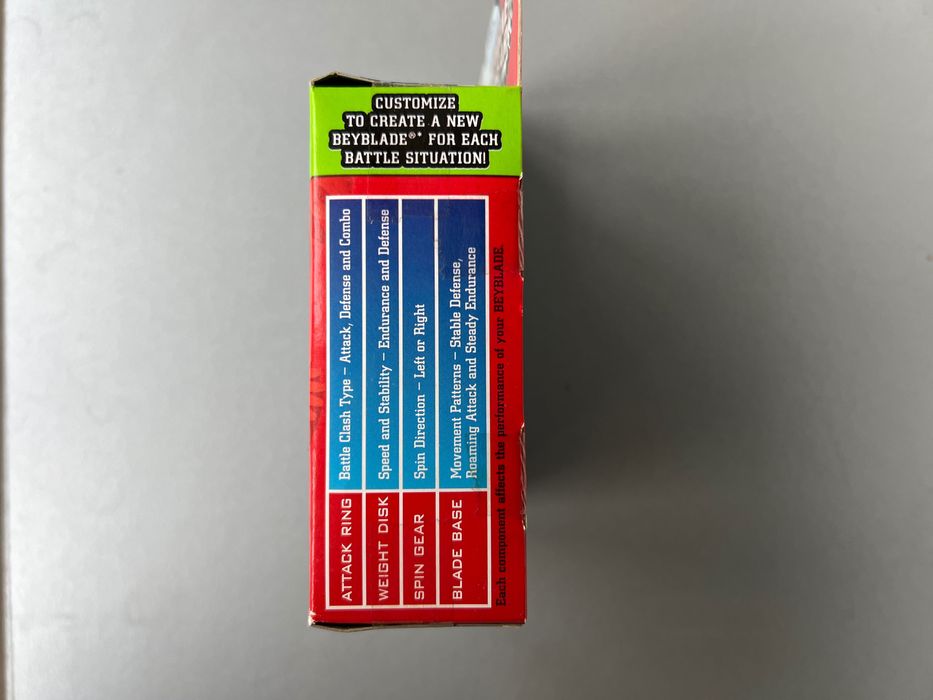 CUSTOMIZE
TO CREATE A NEW
BEYBLADE®* FOR EACH
BATTLE SITUATION!
ATTACK RING Battle Clash Type – Attack, Defense and Combo
WEIGHT DISK Speed and Stability – Endurance and Defense
SPIN GEAR Spin Direction – Left or Right
BLADE BASE Movement Patterns – Stable Defense,
Roaming Attack and Steady Endurance
Each component affects the performance of your BEYBLADE.